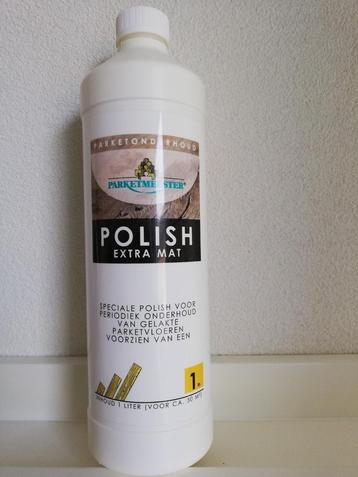 PARKETONDERHOUD
PARKETMEESTER®
POLISH
EXTRA MAT
SPECIALE POLISH VOOR
PERIODIEK ONDERHOUD
VAN GELAKTE
PARKETVLOEREN
VOORZIEN VAN EEN
1
INHOUD 1 LITER (VOOR CA. 50 M²)